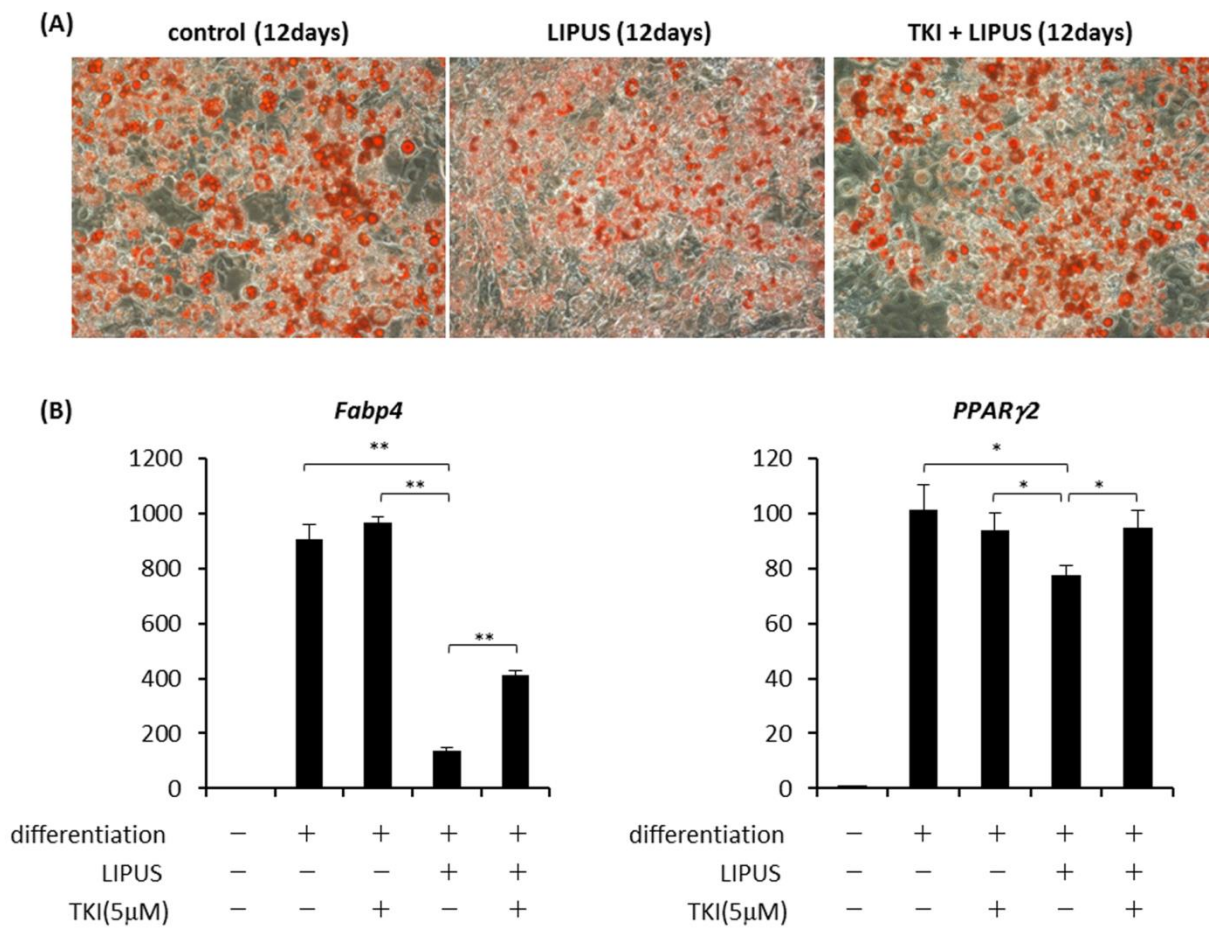 (A)
control (12days) LIPUS (12days) TKI + LIPUS (12days)
(B)
Fabp4 PPARγ2
1200
1000
800
600
400
200
0
** 
**
**
120
100
80
60
40
20
0
*
* *
differentiation − + + + + differentiation − + + + +
LIPUS − − − + + LIPUS − − − + +
TKI(5μM) − − + − + TKI(5μM) − − + − +